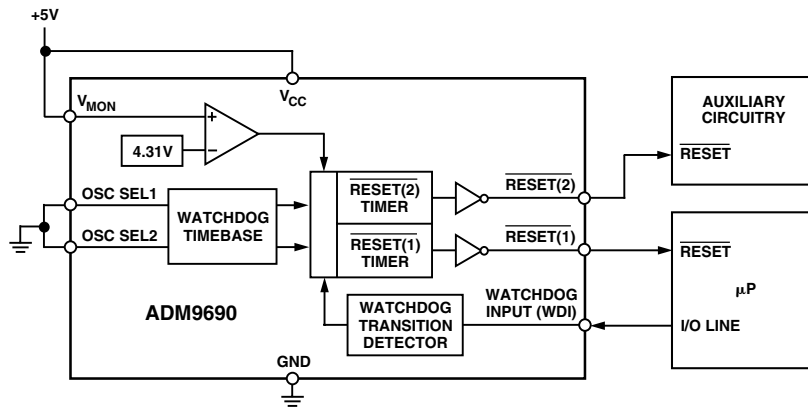 +5V
VMON
VCC
4.31V
+
−
OSC SEL1
OSC SEL2
WATCHDOG
TIMEBASE
RESET(2)
TIMER
RESET(1)
TIMER
RESET(2)
RESET(1)
WATCHDOG
TRANSITION
DETECTOR
WATCHDOG
INPUT (WDI)
ADM9690
GND
AUXILIARY
CIRCUITRY
RESET
RESET
μP
I/O LINE